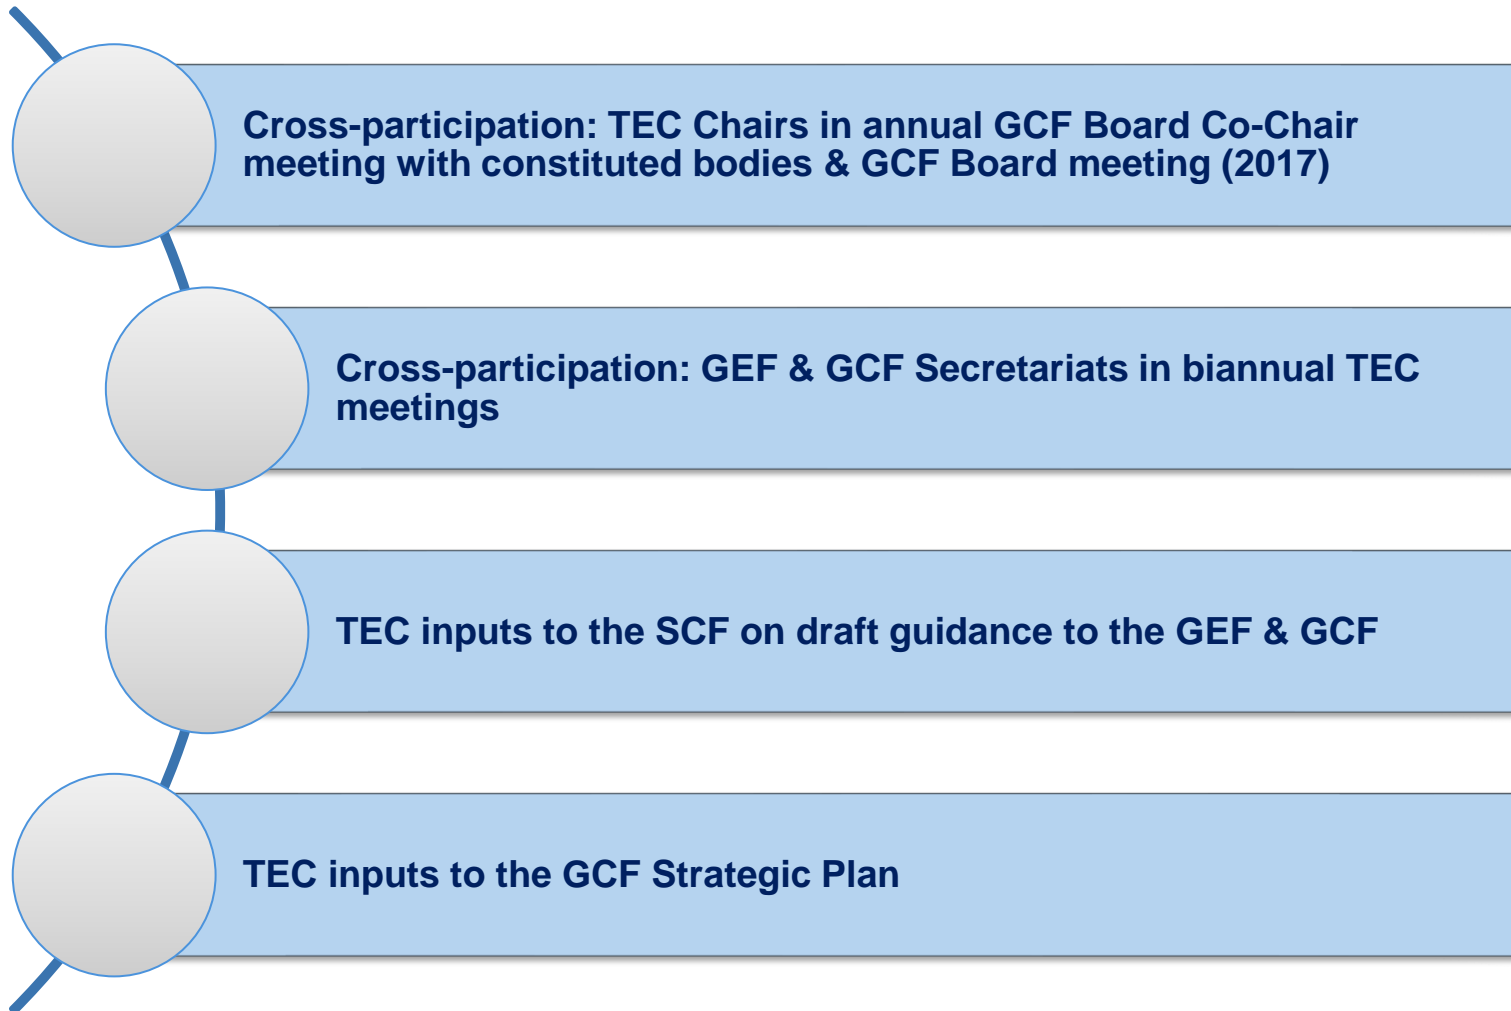 Cross-participation: TEC Chairs in annual GCF Board Co-Chair
meeting with constituted bodies & GCF Board meeting (2017)
Cross-participation: GEF & GCF Secretariats in biannual TEC
meetings
TEC inputs to the SCF on draft guidance to the GEF & GCF
TEC inputs to the GCF Strategic Plan